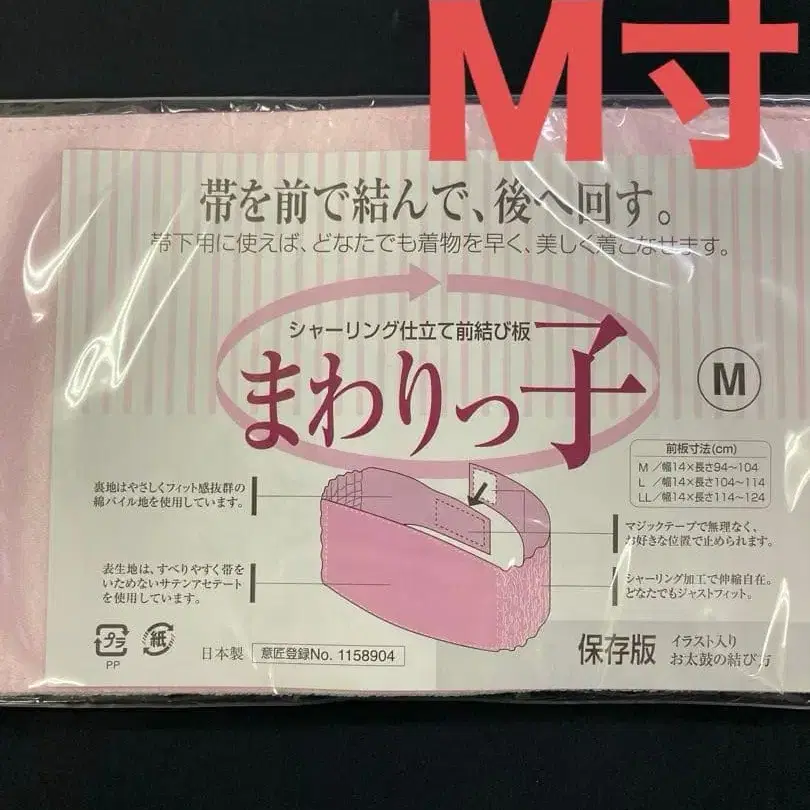 M寸
帯を前で結んで、後へ回す。
帯下用に使えば、どなたでも着物を早く、美しく着こなせます。
シャーリング仕立て前結び板
まわりっ子
M
前板寸法(cm)
M／幅14×長さ94〜104
L／幅14×長さ104〜114
LL／幅14×長さ114〜124
裏地はやさしくフィット感抜群の
綿パイル地を使用しています。
マジックテープで無理なく、
お好きな位置で止められます。
表生地は、すべりやすく帯を
いためないサテンアセテート
を使用しています。
シャーリング加工で伸縮自在。
どなたでもジャストフィット。
プラ
PP
紙
日本製
意匠登録No. 1158904
保存版
イラスト入り
お太鼓の結び方